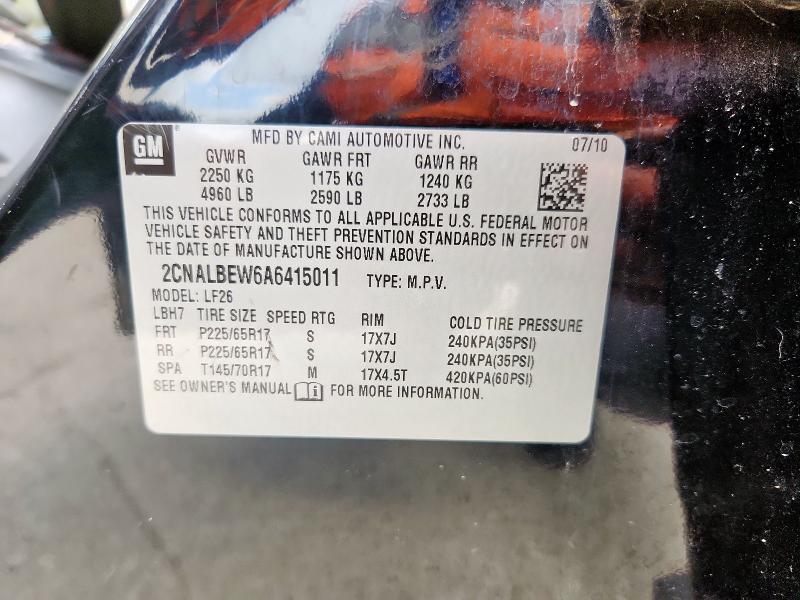 GM
MFD BY CAMI AUTOMOTIVE INC. 07/10
GVWR GAWR FRT GAWR RR
2250 KG 1175 KG 1240 KG
4960 LB 2590 LB 2733 LB
THIS VEHICLE CONFORMS TO ALL APPLICABLE U.S. FEDERAL MOTOR
VEHICLE SAFETY AND THEFT PREVENTION STANDARDS IN EFFECT ON
THE DATE OF MANUFACTURE SHOWN ABOVE.
2CNALBEW6A6415011 TYPE: M.P.V.
MODEL: LF26
LBH7 TIRE SIZE SPEED RTG RIM COLD TIRE PRESSURE
FRT P225/65R17 S 17X7J 240KPA(35PSI)
RR P225/65R17 S 17X7J 240KPA(35PSI)
SPA T145/70R17 M 17X4.5T 420KPA(60PSI)
SEE OWNER'S MANUAL FOR MORE INFORMATION.